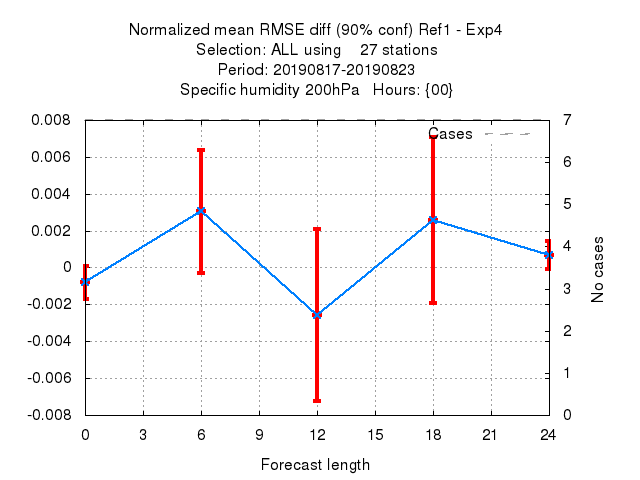 Normalized mean RMSE diff (90% conf) Ref1 - Exp4
Selection: ALL using 27 stations
Period: 20190817-20190823
Specific humidity 200hPa Hours: {00}
Cases
0.008
0.006
0.004
0.002
0
-0.002
-0.004
-0.006
-0.008
7
6
5
4
3
2
1
0
No cases
0 3 6 9 12 15 18 21 24
Forecast length